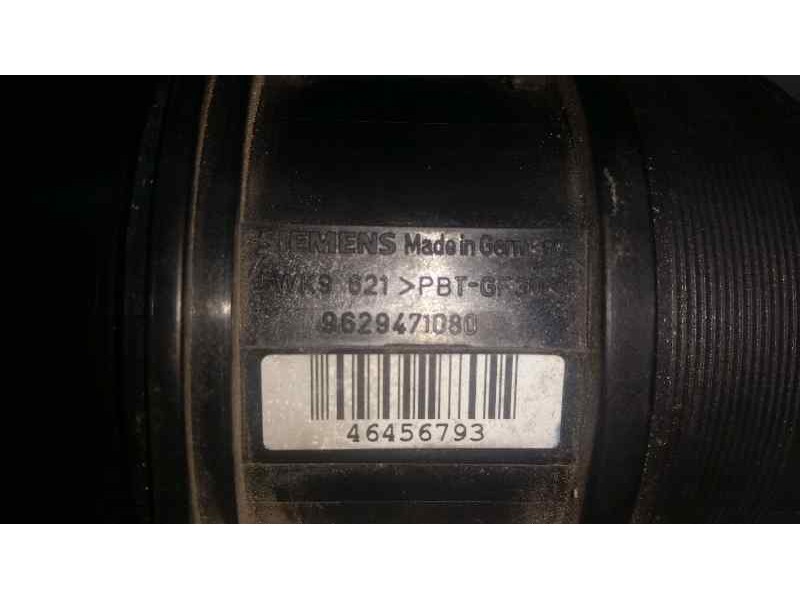 SIEMENS Made in Germany
5WK9 621 >PBT-GF30<
9629471080
46456793